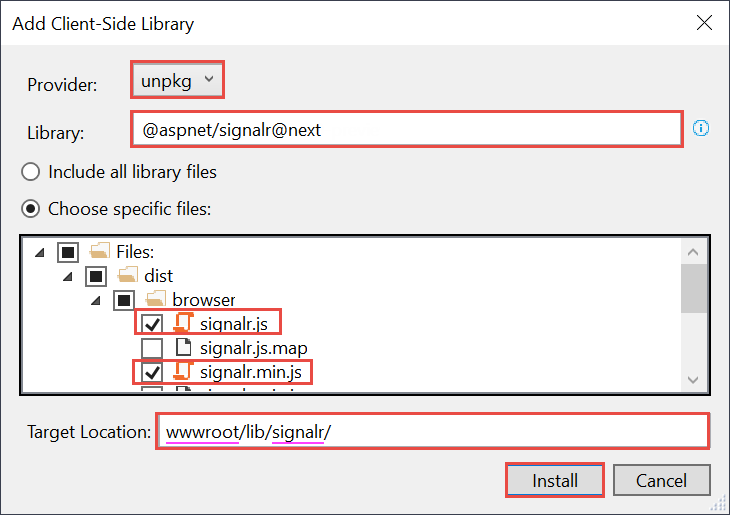 Add Client-Side Library
Provider: unpkg
Library: @aspnet/signalr@next
Include all library files
Choose specific files:
Files:
dist
browser
signalr.js
signalr.js.map
signalr.min.js
Target Location: wwwroot/lib/signalr/
Install Cancel